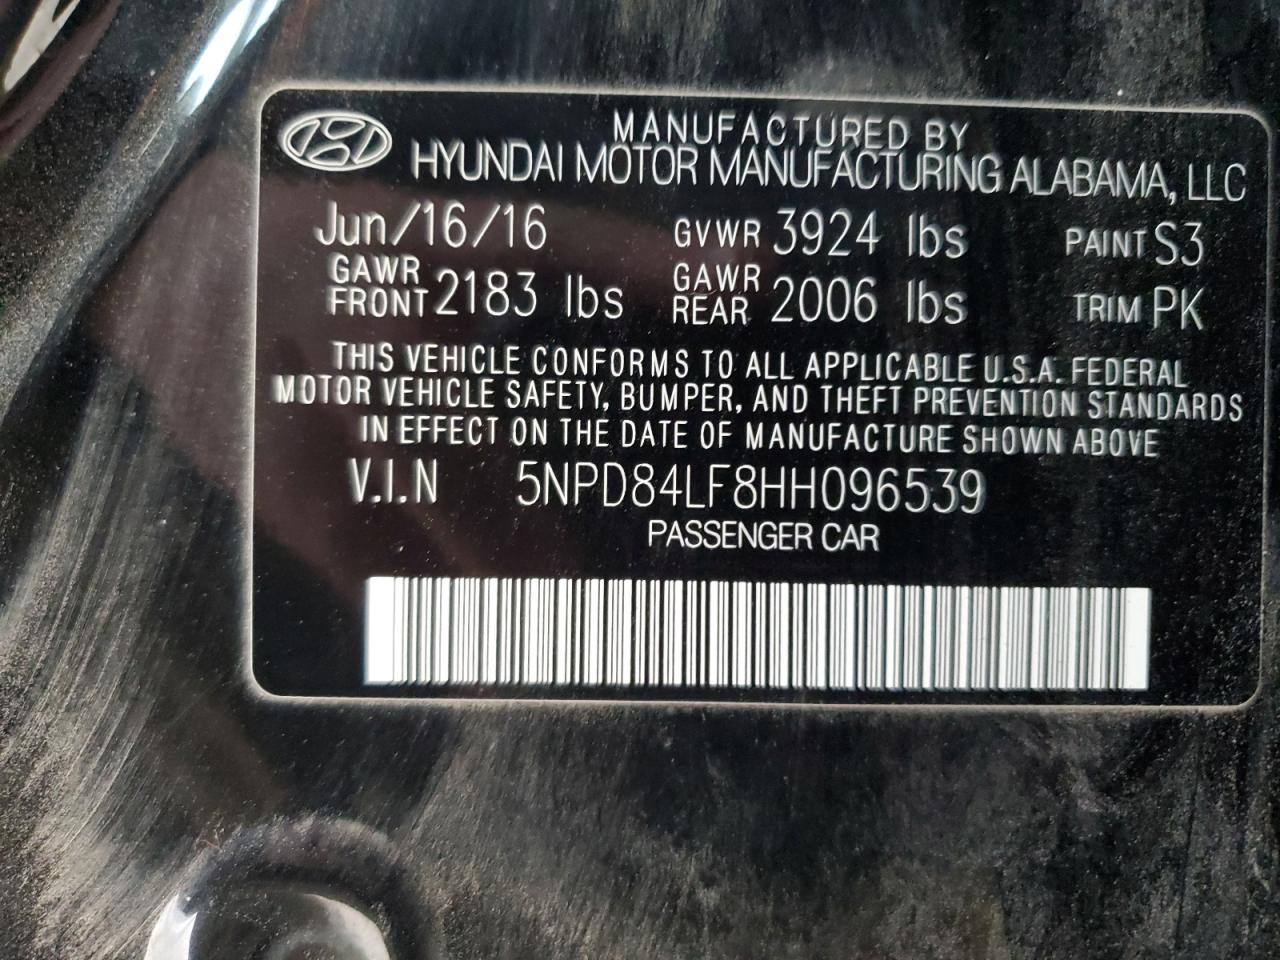 MANUFACTURED BY
HYUNDAI MOTOR MANUFACTURING ALABAMA, LLC
Jun/16/16 GVWR 3924 lbs PAINT S3
GAWR FRONT 2183 lbs GAWR REAR 2006 lbs TRIM PK
THIS VEHICLE CONFORMS TO ALL APPLICABLE U.S.A. FEDERAL
MOTOR VEHICLE SAFETY, BUMPER, AND THEFT PREVENTION STANDARDS
IN EFFECT ON THE DATE OF MANUFACTURE SHOWN ABOVE
V.I.N 5NPD84LF8HH096539
PASSENGER CAR